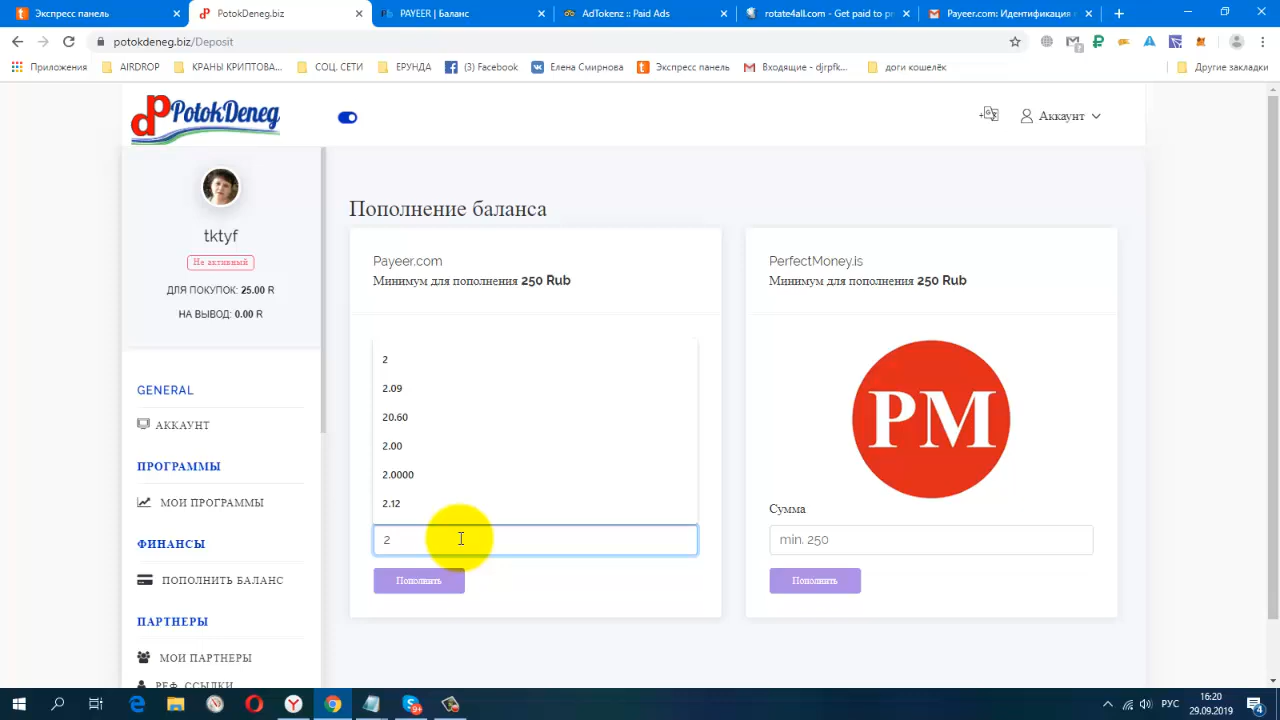 Экспресс панель
PotokDeneg.biz
PAYEER | Баланс
AdTokenz :: Paid Ads
rotate4all.com - Get paid to pr
Payeer.com: Идентификация
potokdeneg.biz/Deposit
Приложения
AIRDROP
КРАНЫ КРИПТОВА...
СОЦ. СЕТИ
ЕРУНДА
(3) Facebook
Елена Смирнова
Экспресс панель
Входящие - djrpfk...
доги кошелёк
Другие закладки
dP PotokDeneg
Аккаунт
tktyf
Не активный
ДЛЯ ПОКУПОК: 25.00 R
НА ВЫВОД: 0.00 R
GENERAL
АККАУНТ
ПРОГРАММЫ
МОИ ПРОГРАММЫ
ФИНАНСЫ
ПОПОЛНИТЬ БАЛАНС
ПАРТНЕРЫ
МОИ ПАРТНЕРЫ
РЕФ. ССЫЛКИ
Пополнение баланса
Payeer.com
Минимум для пополнения 250 Rub
2
2.09
20.60
2.00
2.0000
2.12
2
Пополнить
PerfectMoney.is
Минимум для пополнения 250 Rub
PM
Сумма
min. 250
Пополнить
РУС
16:20
29.09.2019